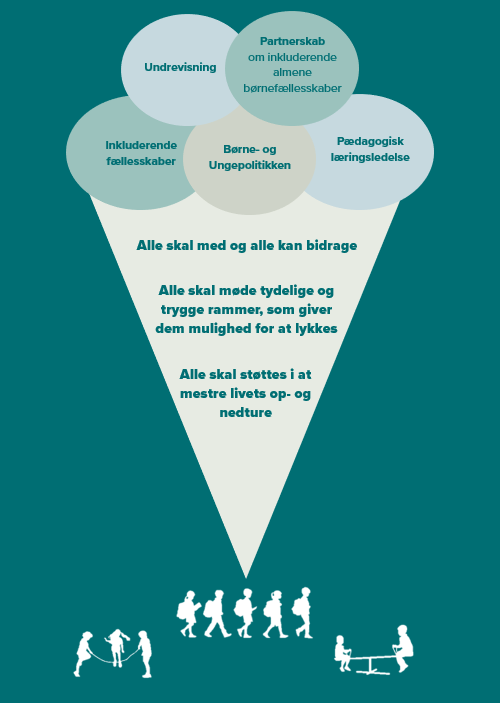 Undrevisning
Partnerskab
om inkluderende
almene
børnefællesskaber
Inkluderende
fællesskaber
Børne- og
Ungepolitikken
Pædagogisk
læringsledelse
Alle skal med og alle kan bidrage
Alle skal møde tydelige og
trygge rammer, som giver
dem mulighed for at lykkes
Alle skal støttes i at
mestre livets op- og
nedture